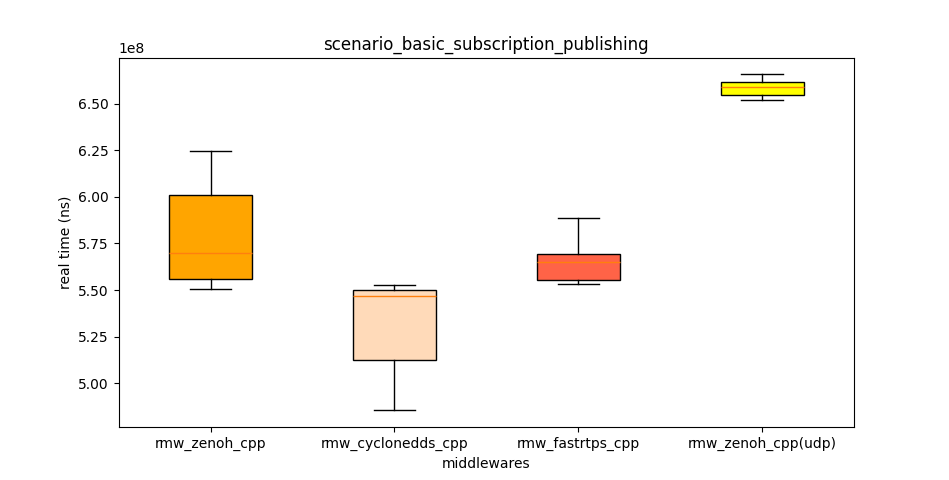 scenario_basic_subscription_publishing
1e8
6.50
6.25
6.00
5.75
5.50
5.25
5.00
real time (ns)
rmw_zenoh_cpp rmw_cyclonedds_cpp rmw_fastrtps_cpp rmw_zenoh_cpp(udp)
middlewares